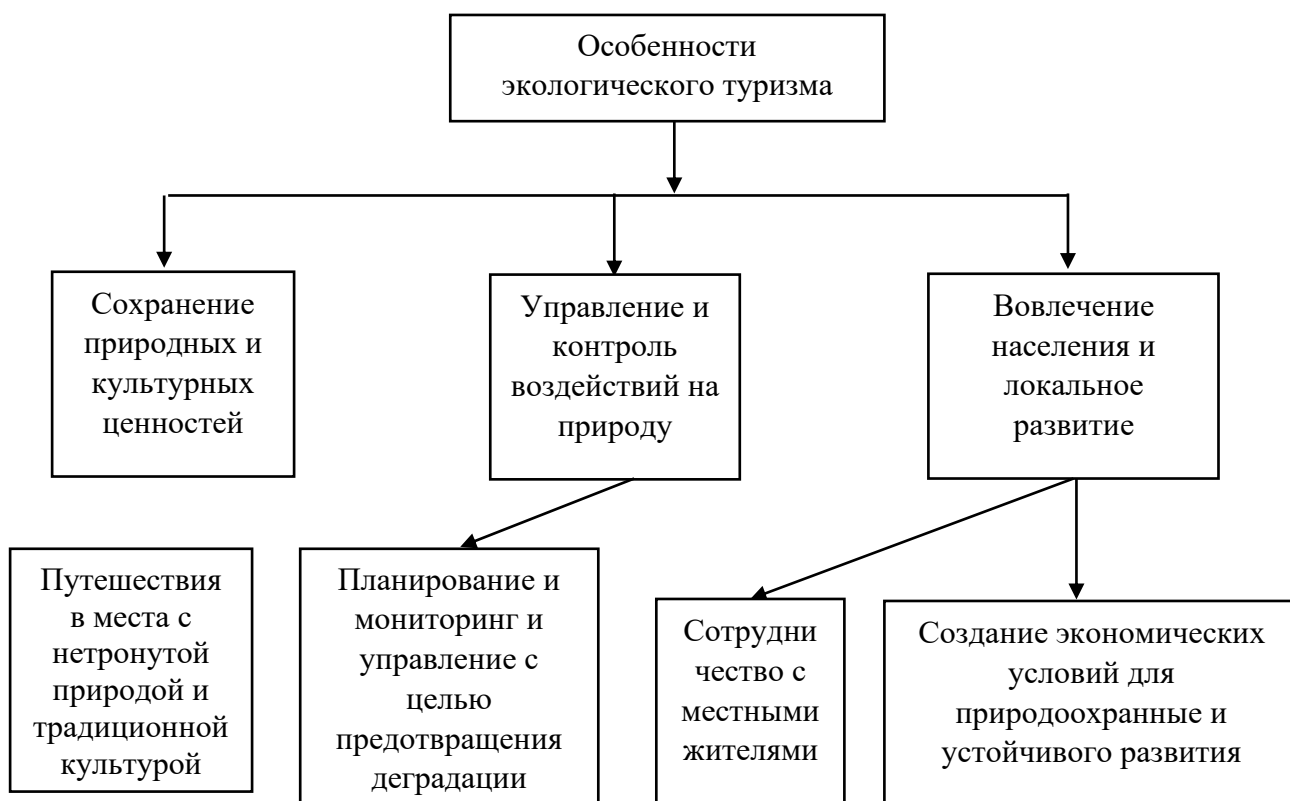 Особенности
экологического туризма
Сохранение
природных и
культурных
ценностей
Управление и
контроль
воздействий на
природу
Вовлечение
населения и
локальное
развитие
Путешествия
в места с
нетронутой
природой и
традиционной
культурой
Планирование и
мониторинг и
управление с
целью
предотвращения
деградации
Сотрудни
чество с
местными
жителями
Создание экономических
условий для
природоохранные и
устойчивого развития